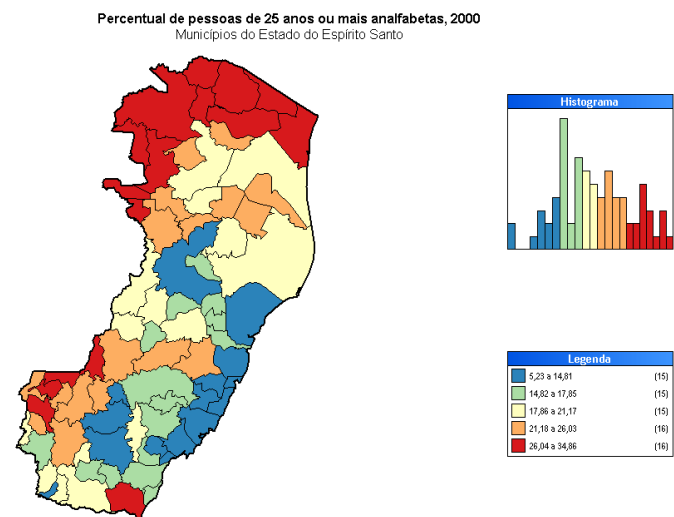 Percentual de pessoas de 25 anos ou mais analfabetas, 2000
Municípios do Estado do Espírito Santo
Histograma
Legenda
5,23 a 14,81 (15)
14,82 a 17,85 (15)
17,86 a 21,17 (15)
21,18 a 26,03 (16)
26,04 a 34,86 (16)